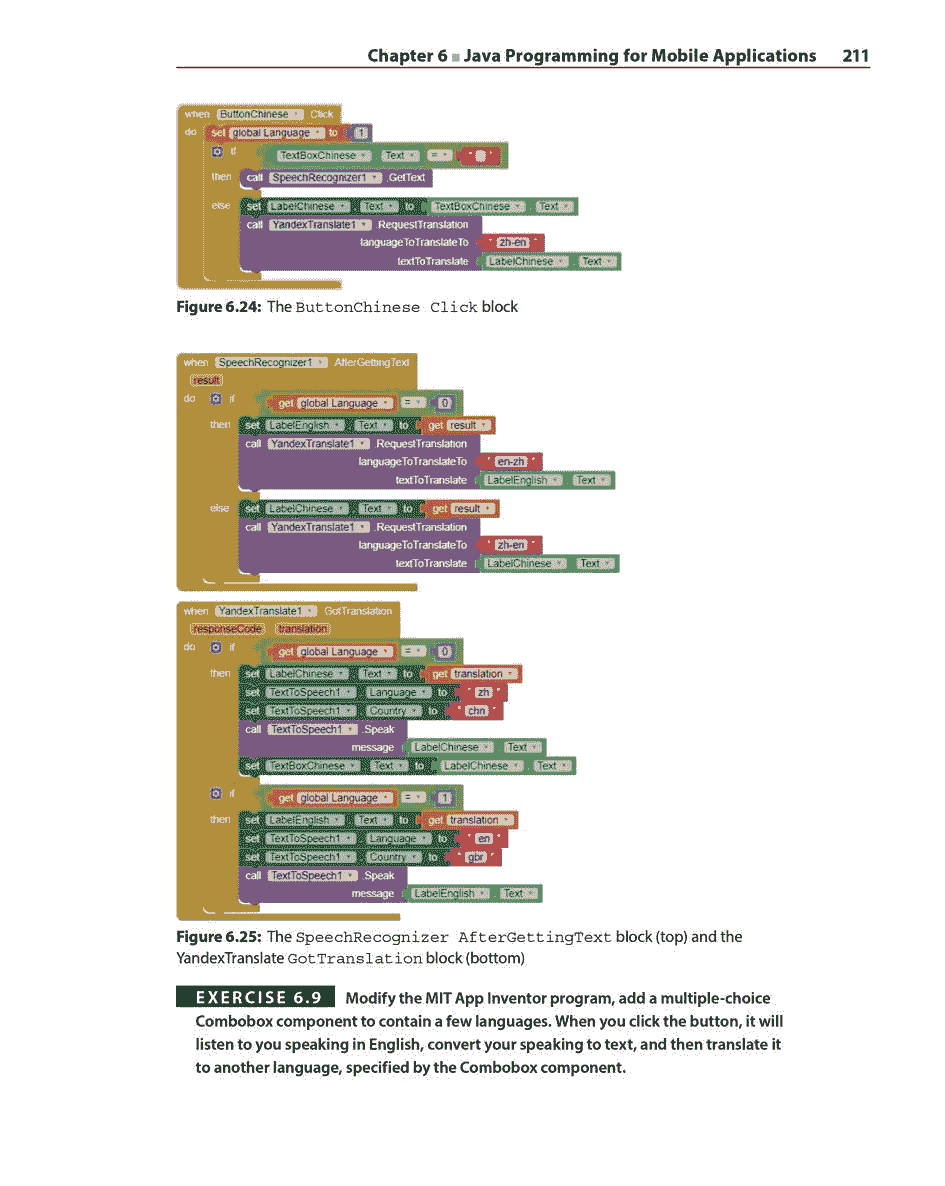 Chapter 6 ■ Java Programming for Mobile Applications 211
when ButtonChinese Click
do set global Language to 1
if TextBoxChinese . Text = " "
then call SpeechRecognizer1 .GetText
else set LabelChinese . Text to TextBoxChinese . Text
call YandexTranslate1 .RequestTranslation
languageToTranslateTo " zh-en "
textToTranslate LabelChinese . Text
Figure 6.24: The ButtonChinese Click block
when SpeechRecognizer1 .AfterGettingText
result
do if get global Language = 0
then set LabelEnglish . Text to get result
call YandexTranslate1 .RequestTranslation
languageToTranslateTo " en-zh "
textToTranslate LabelEnglish . Text
else set LabelChinese . Text to get result
call YandexTranslate1 .RequestTranslation
languageToTranslateTo " zh-en "
textToTranslate LabelChinese . Text
when YandexTranslate1 .GotTranslation
responseCode translation
do if get global Language = 0
then set LabelChinese . Text to get translation
set TextToSpeech1 . Language to " zh "
set TextToSpeech1 . Country to " chn "
call TextToSpeech1 .Speak
message LabelChinese . Text
set TextBoxChinese . Text to LabelChinese . Text
if get global Language = 1
then set LabelEnglish . Text to get translation
set TextToSpeech1 . Language to " en "
set TextToSpeech1 . Country to " gbr "
call TextToSpeech1 .Speak
message LabelEnglish . Text
Figure 6.25: The SpeechRecognizer AfterGettingText block (top) and the
YandexTranslate GotTranslation block (bottom)
EXERCISE 6.9 Modify the MIT App Inventor program, add a multiple-choice
Combobox component to contain a few languages. When you click the button, it will
listen to you speaking in English, convert your speaking to text, and then translate it
to another language, specified by the Combobox component.